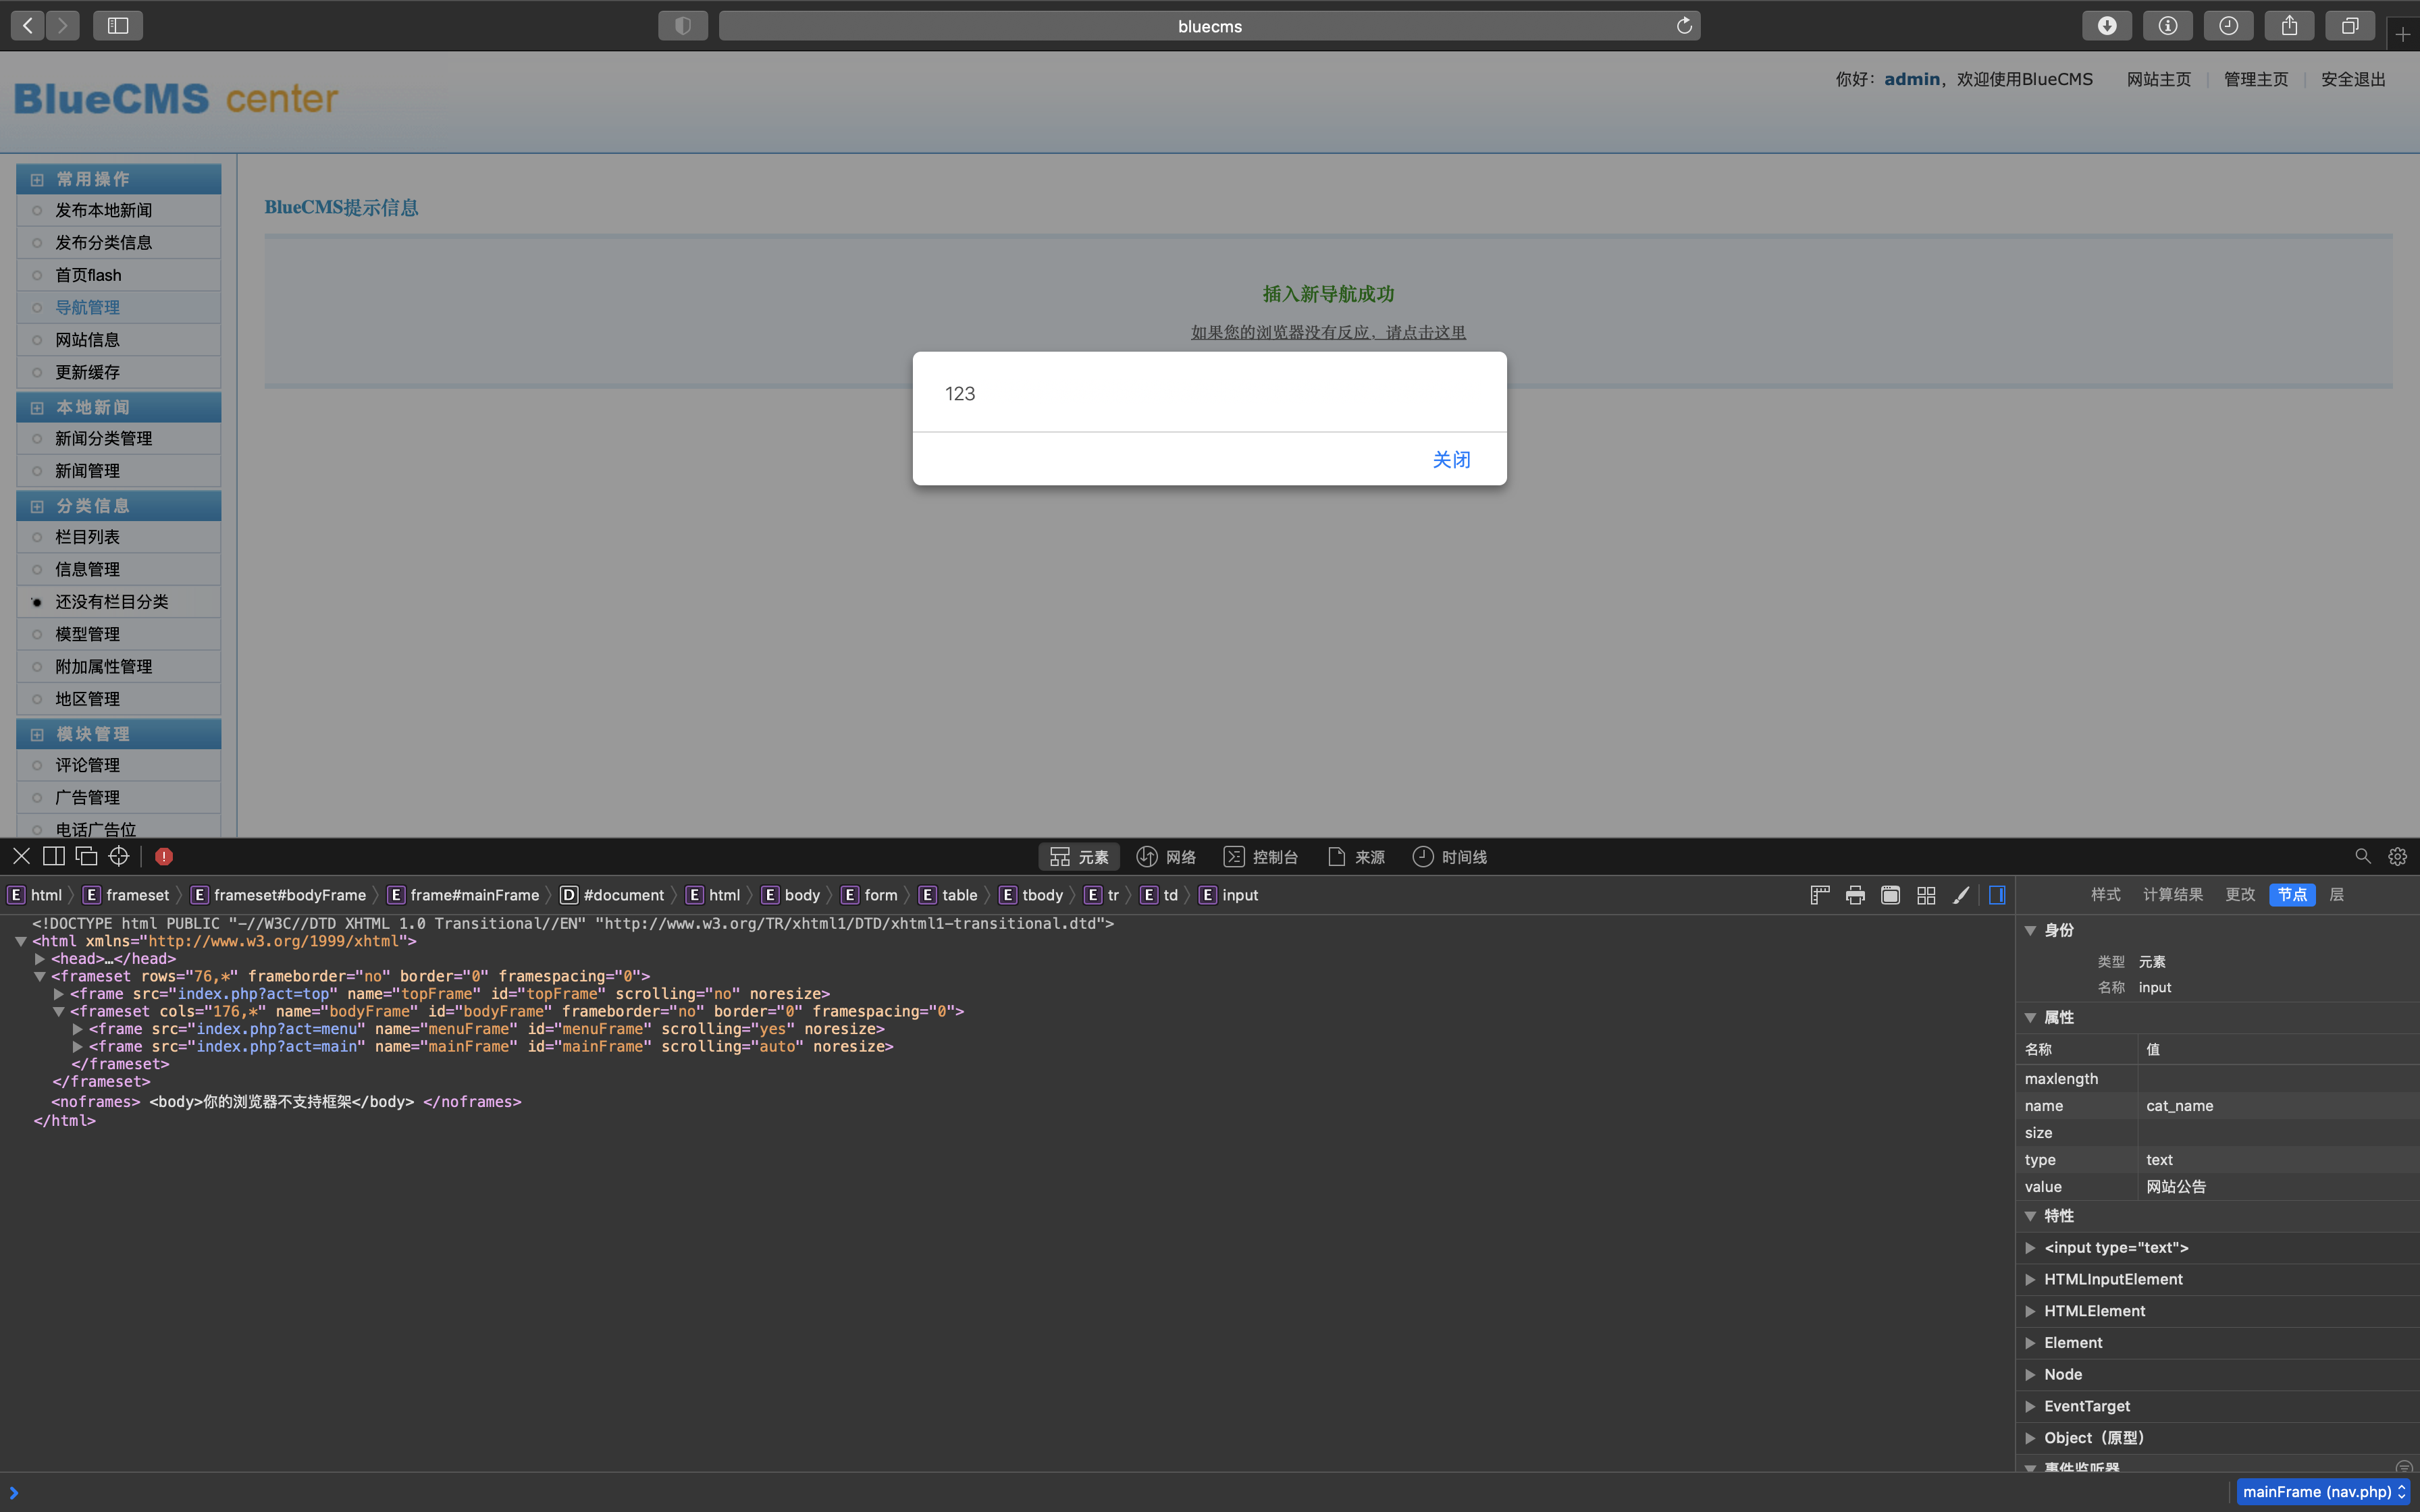 bluecms
BlueCMS center
你好：admin，欢迎使用BlueCMS 网站主页 管理主页 安全退出
常用操作
发布本地新闻
发布分类信息
首页flash
导航管理
网站信息
更新缓存
本地新闻
新闻分类管理
新闻管理
分类信息
栏目列表
信息管理
还没有栏目分类
模型管理
附加属性管理
地区管理
模块管理
评论管理
广告管理
电话广告位
BlueCMS提示信息
插入新导航成功
如果您的浏览器没有反应，请点击这里
123
关闭
元素 网络 控制台 来源 时间线
E html E frameset E frameset#bodyFrame E frame#mainFrame D #document E html E body E form E table E tbody E tr E td E input
<!DOCTYPE html PUBLIC "-//W3C//DTD XHTML 1.0 Transitional//EN" "http://www.w3.org/TR/xhtml1/DTD/xhtml1-transitional.dtd">
<html xmlns="http://www.w3.org/1999/xhtml">
<head>…</head>
<frameset rows="76,*" frameborder="no" border="0" framespacing="0">
<frame src="index.php?act=top" name="topFrame" id="topFrame" scrolling="no" noresize>
<frameset cols="176,*" name="bodyFrame" id="bodyFrame" frameborder="no" border="0" framespacing="0">
<frame src="index.php?act=menu" name="menuFrame" id="menuFrame" scrolling="yes" noresize>
<frame src="index.php?act=main" name="mainFrame" id="mainFrame" scrolling="auto" noresize>
</frameset>
</frameset>
<noframes> <body>你的浏览器不支持框架</body> </noframes>
</html>
样式 计算结果 更改 节点 层
身份
类型 元素
名称 input
属性
名称 值
maxlength
name cat_name
size
type text
value 网站公告
特性
<input type="text">
HTMLInputElement
HTMLElement
Element
Node
EventTarget
Object（原型）
事件监听器
mainFrame (nav.php)